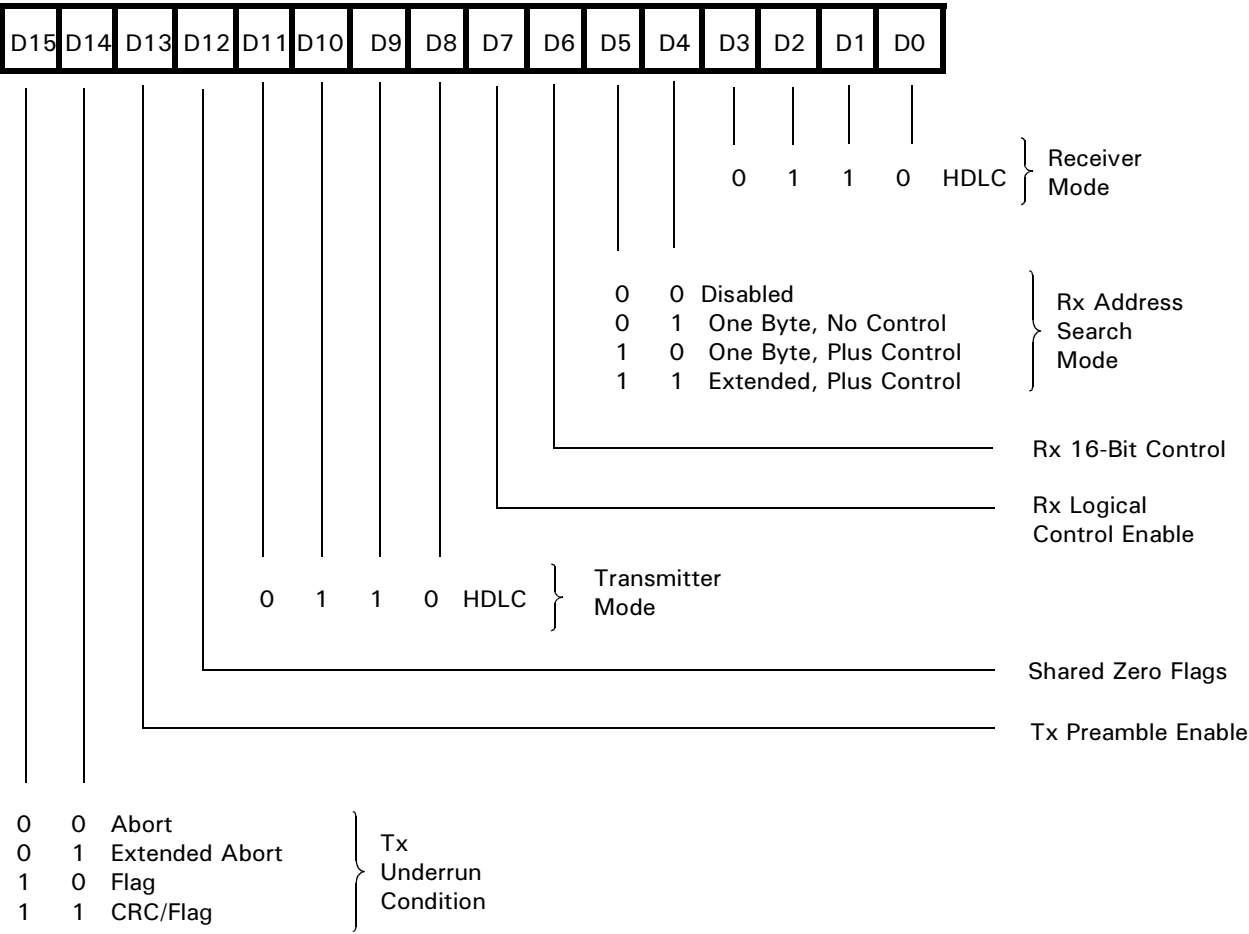 D15 D14 D13 D12 D11 D10 D9 D8 D7 D6 D5 D4 D3 D2 D1 D0
0 1 1 0 HDLC
Receiver
Mode
0 0 Disabled
0 1 One Byte, No Control
1 0 One Byte, Plus Control
1 1 Extended, Plus Control
Rx Address
Search
Mode
Rx 16-Bit Control
Rx Logical
Control Enable
0 1 1 0 HDLC
Transmitter
Mode
Shared Zero Flags
Tx Preamble Enable
0 0 Abort
0 1 Extended Abort
1 0 Flag
1 1 CRC/Flag
Tx
Underrun
Condition